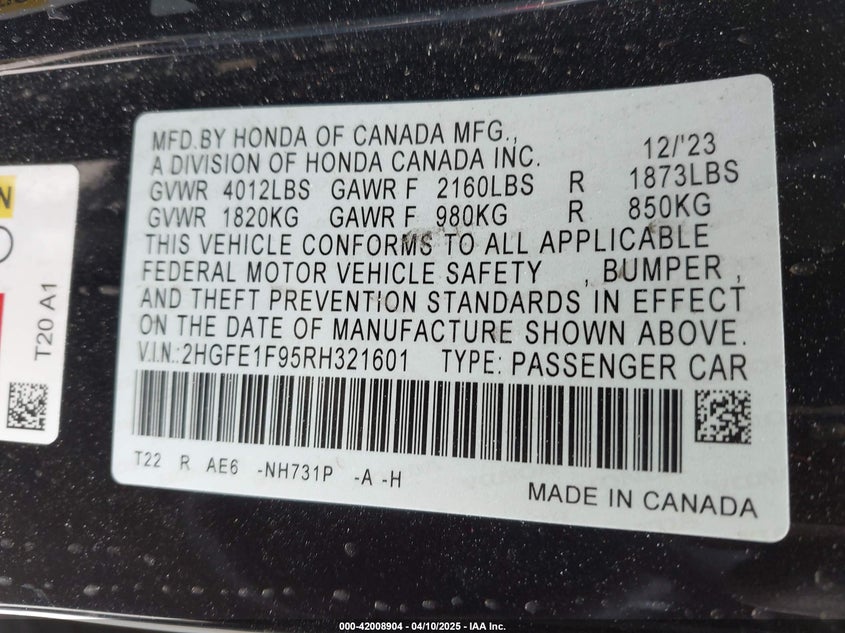 MFD.BY HONDA OF CANADA MFG.,
A DIVISION OF HONDA CANADA INC. 12/'23
GVWR 4012LBS GAWR F 2160LBS R 1873LBS
GVWR 1820KG GAWR F 980KG R 850KG
THIS VEHICLE CONFORMS TO ALL APPLICABLE
FEDERAL MOTOR VEHICLE SAFETY , BUMPER ,
AND THEFT PREVENTION STANDARDS IN EFFECT
ON THE DATE OF MANUFACTURE SHOWN ABOVE.
V.I.N.:2HGFE1F95RH321601 TYPE: PASSENGER CAR
T22 R AE6 -NH731P -A -H
MADE IN CANADA
T20 A1
000-42008904 - 04/10/2025 - IAA Inc.